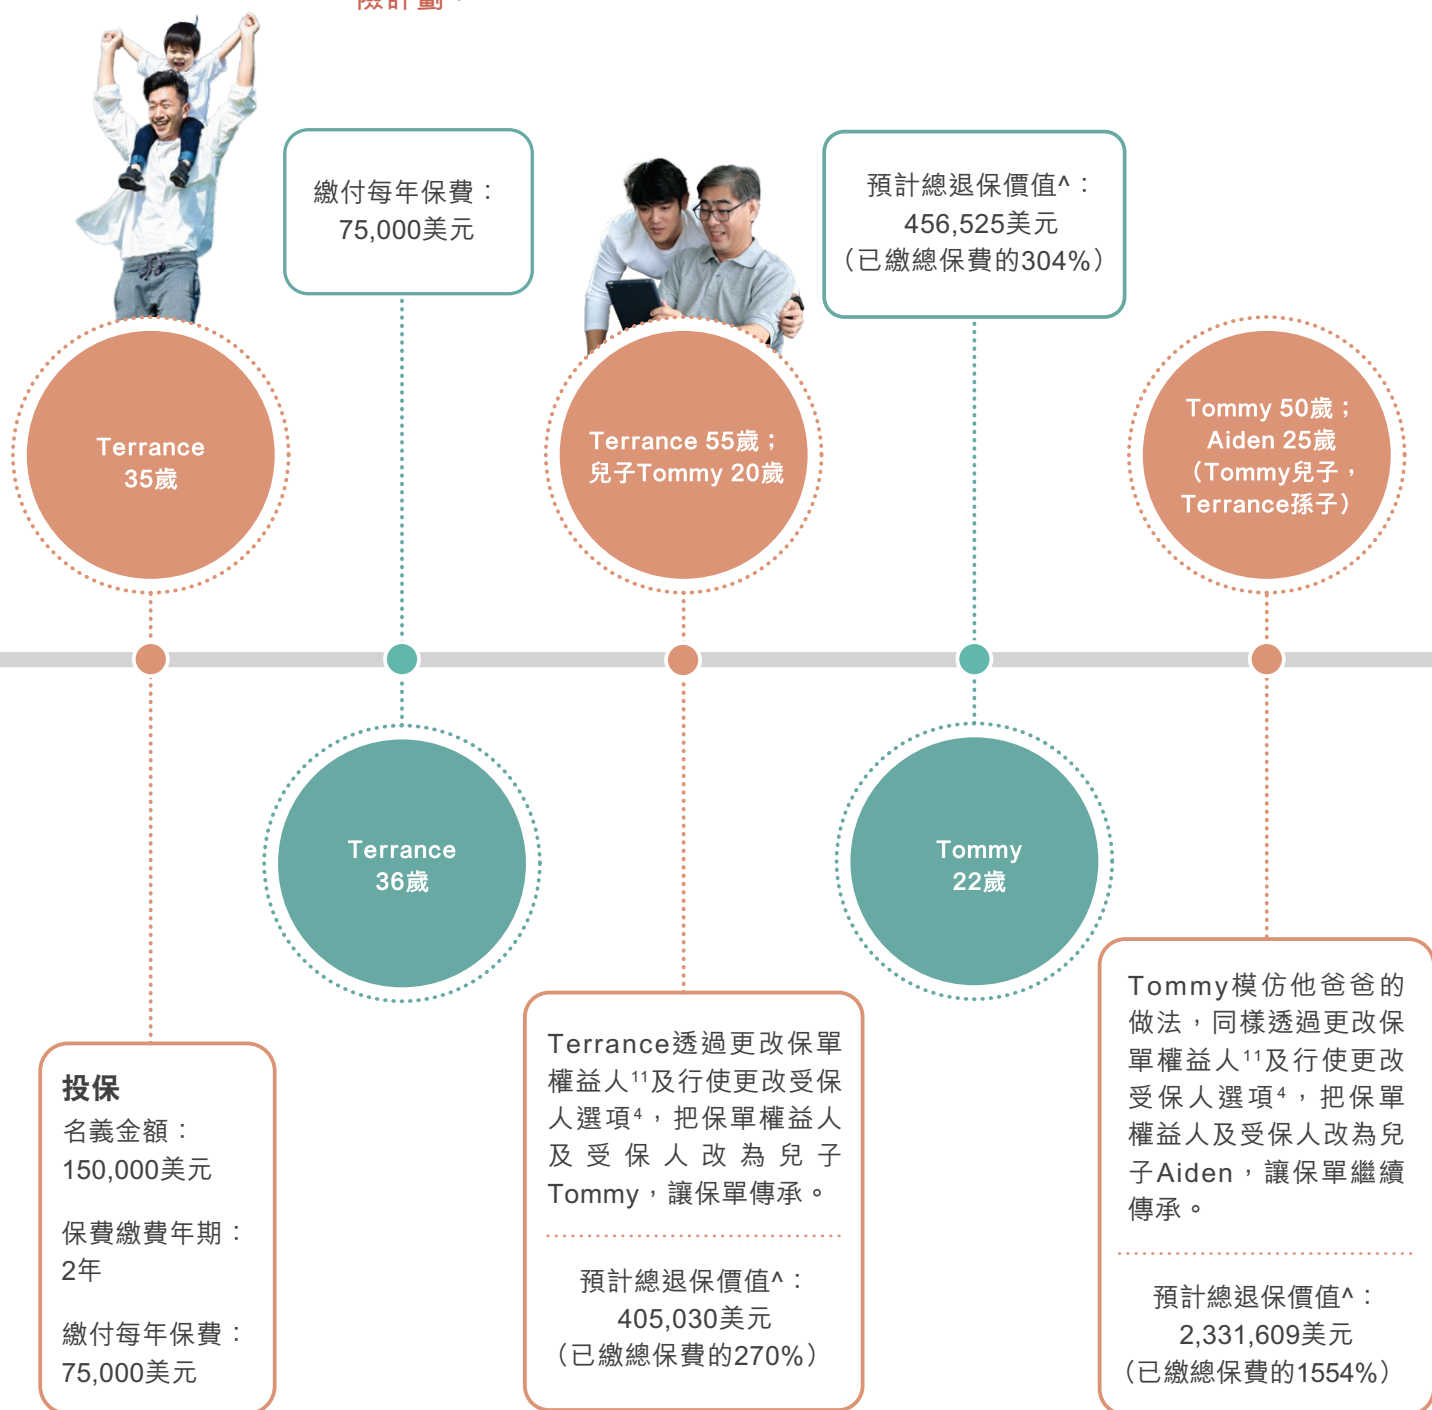 險計劃。
繳付每年保費：
75,000美元
預計總退保價值^：
456,525美元
（已繳總保費的304%）
Terrance
35歲
Terrance 55歲；
兒子Tommy 20歲
Tommy 50歲；
Aiden 25歲
（Tommy兒子，
Terrance孫子）
Terrance
36歲
Tommy
22歲
投保
名義金額：
150,000美元
保費繳費年期：
2年
繳付每年保費：
75,000美元
Terrance透過更改保單
權益人¹¹及行使更改受保
人選項⁴，把保單權益人
及受保人改為兒子
Tommy，讓保單傳承。
預計總退保價值^：
405,030美元
（已繳總保費的270%）
Tommy模仿他爸爸的
做法，同樣透過更改保
單權益人¹¹及行使更改
受保人選項⁴，把保單
權益人及受保人改為兒
子Aiden，讓保單繼續
傳承。
預計總退保價值^：
2,331,609美元
（已繳總保費的1554%）